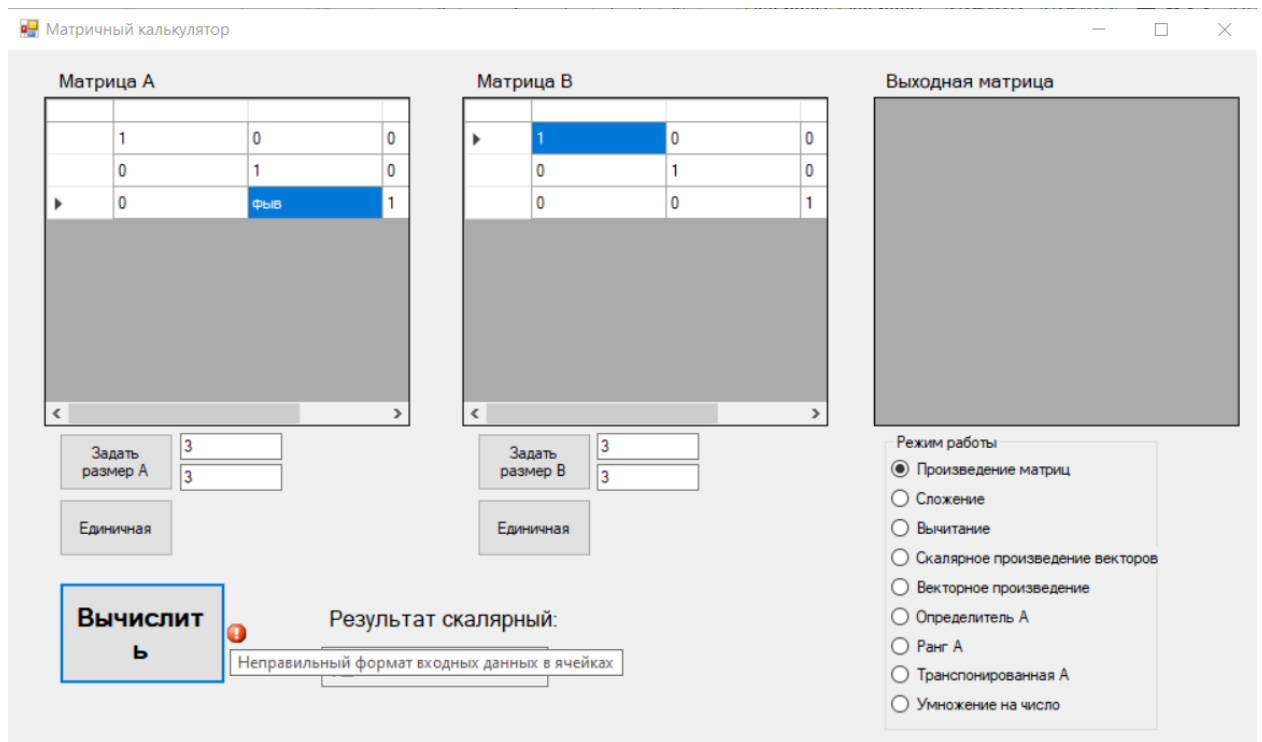 Матричный калькулятор
Матрица A
Матрица B
Выходная матрица
1 0 0
0 1 0
0 фыв 1
1 0 0
0 1 0
0 0 1
Задать
размер A
3
3
Единичная
Задать
размер B
3
3
Единичная
Режим работы
Произведение матриц
Сложение
Вычитание
Скалярное произведение векторов
Векторное произведение
Определитель A
Ранг A
Транспонированная A
Умножение на число
Вычислит
ь
Результат скалярный:
Неправильный формат входных данных в ячейках